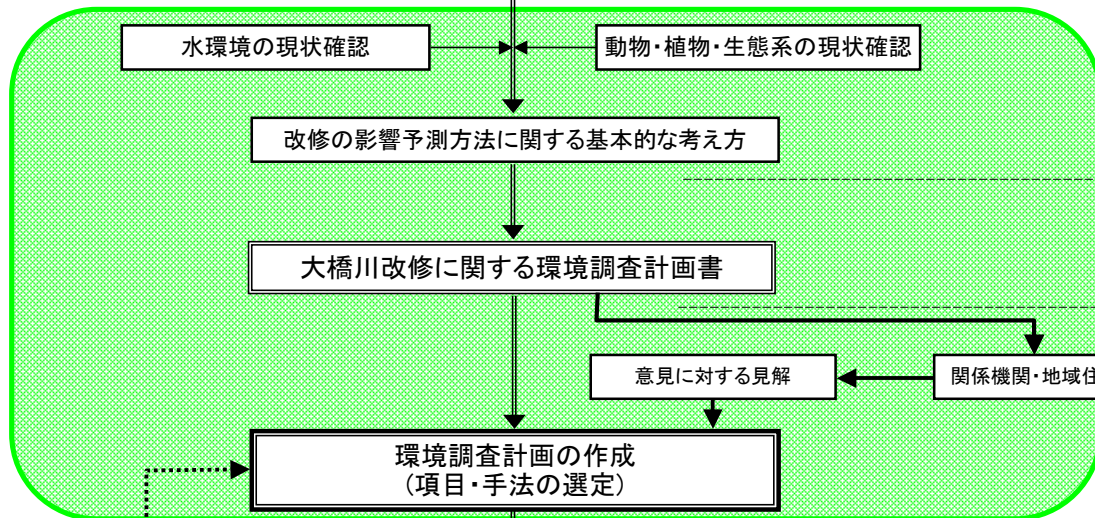 水環境の現状確認
動物・植物・生態系の現状確認
改修の影響予測方法に関する基本的な考え方
大橋川改修に関する環境調査計画書
意見に対する見解
関係機関・地域住
環境調査計画の作成
(項目・手法の選定)